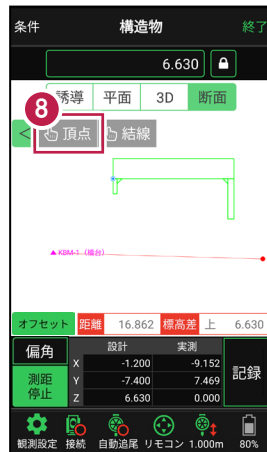 条件 構造物 終了
6.630
誘導 平面 3D 断面
8
< 頂点 結線
▲KBM-1 (橋台)
オフセット 距離 16.862 標高差 上 6.630
偏角 設計 実測
X -1.200 -9.152
測距停止 Y -7.400 7.469 記録
Z 6.630 0.000
観測設定 接続 自動追尾 リモコン 1.000m 80%